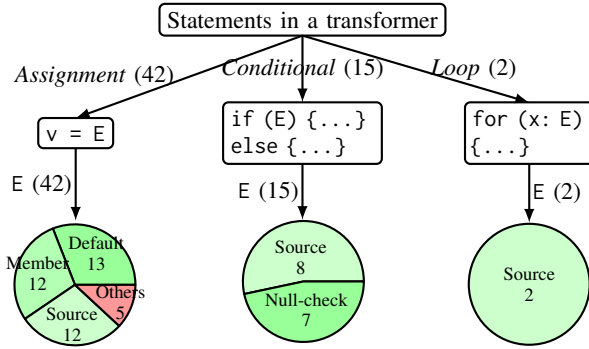 Statements in a transformer
Assignment (42)
Conditional (15)
Loop (2)
v = E
if (E) {...}
else {...}
for (x: E)
{...}
E (42)
E (15)
E (2)
Default
13
Member
12
Others
5
Source
12
Source
8
Null-check
7
Source
2